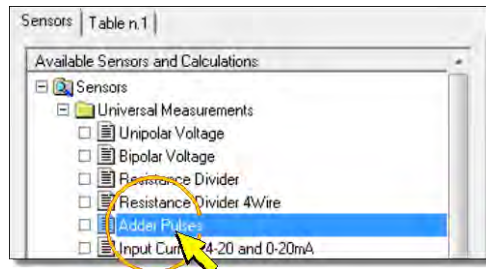 Sensors Table n.1
Available Sensors and Calculations
Sensors
Universal Measurements
Unipolar Voltage
Bipolar Voltage
Resistance Divider
Resistance Divider 4Wire
Adder Pulses
Input Current 4-20 and 0-20mA